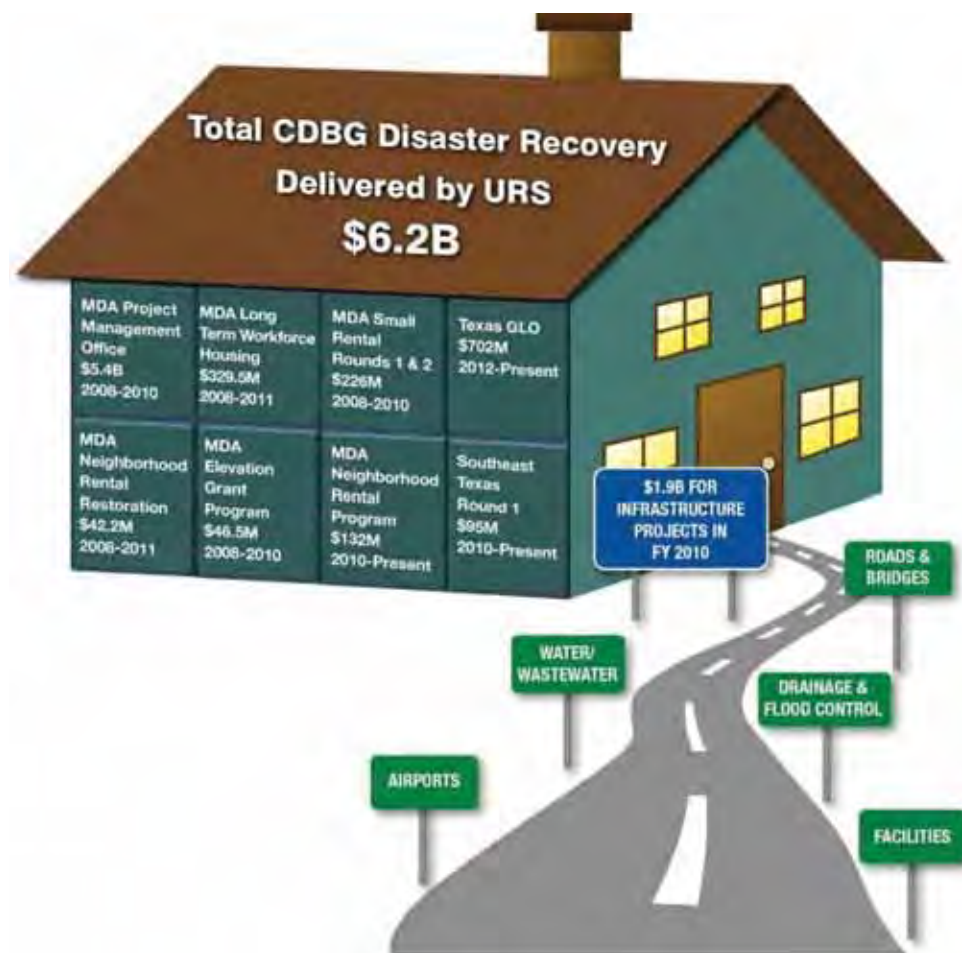 Total CDBG Disaster Recovery
Delivered by URS
$6.2B
MDA Project
Management
Office
$5.4B
2008-2010
MDA Long
Term Workforce
Housing
$329.5M
2008-2011
MDA Small
Rental
Rounds 1 & 2
$226M
2008-2010
Texas GLO
$702M
2012-Present
MDA
Neighborhood
Rental
Restoration
$42.2M
2008-2011
MDA
Elevation
Grant
Program
$46.5M
2008-2010
MDA
Neighborhood
Rental
Program
$132M
2010-Present
Southeast
Texas
Round 1
$95M
2010-Present
$1.9B FOR
INFRASTRUCTURE
PROJECTS IN
FY 2010
ROADS &
BRIDGES
WATER/
WASTEWATER
DRAINAGE &
FLOOD CONTROL
AIRPORTS
FACILITIES